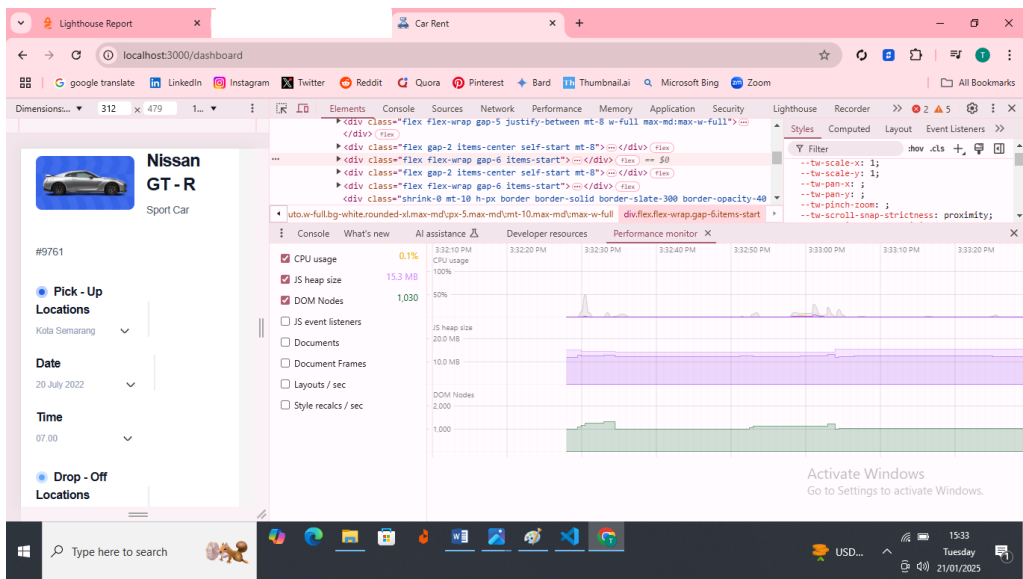 Lighthouse Report
Car Rent
localhost:3000/dashboard
T
google translate
LinkedIn
Instagram
Twitter
Reddit
Quora
Pinterest
Bard
Thumbnail.ai
Microsoft Bing
Zoom
All Bookmarks
Dimensions:... 312 × 479 1...
Elements Console Sources Network Performance Memory Application Security Lighthouse Recorder 2 5
<div class="flex flex-wrap gap-5 justify-between mt-8 w-full max-md:max-w-full">
</div> flex
<div class="flex gap-2 items-center self-start mt-8"></div> flex
<div class="flex flex-wrap gap-6 items-start"></div> flex == $0
<div class="flex gap-2 items-center self-start mt-8"></div> flex
<div class="flex flex-wrap gap-6 items-start"></div> flex
<div class="shrink-0 mt-10 h-px border border-solid border-slate-300 border-opacity-40
uto.w-full.bg-white.rounded-xl.max-md\:px-5.max-md\:mt-10.max-md\:max-w-full div.flex.flex-wrap.gap-6.items-start
Styles Computed Layout Event Listeners
Filter :hov .cls
--tw-scale-x: 1;
--tw-scale-y: 1;
--tw-pan-x: ;
--tw-pan-y: ;
--tw-pinch-zoom: ;
--tw-scroll-snap-strictness: proximity;
Console What's new AI assistance Developer resources Performance monitor
CPU usage 0.1%
JS heap size 15.3 MB
DOM Nodes 1,030
JS event listeners
Documents
Document Frames
Layouts / sec
Style recalcs / sec
3:32:10 PM 3:32:20 PM 3:32:30 PM 3:32:40 PM 3:32:50 PM 3:33:00 PM 3:33:10 PM 3:33:20 PM
CPU usage
100%
50%
JS heap size
20.0 MB
10.0 MB
DOM Nodes
2,000
1,000
Nissan
GT - R
Sport Car
#9761
Pick - Up
Locations
Kota Semarang
Date
20 July 2022
Time
07.00
Drop - Off
Locations
Activate Windows
Go to Settings to activate Windows.
Type here to search
USD...
15:33
Tuesday
21/01/2025
1